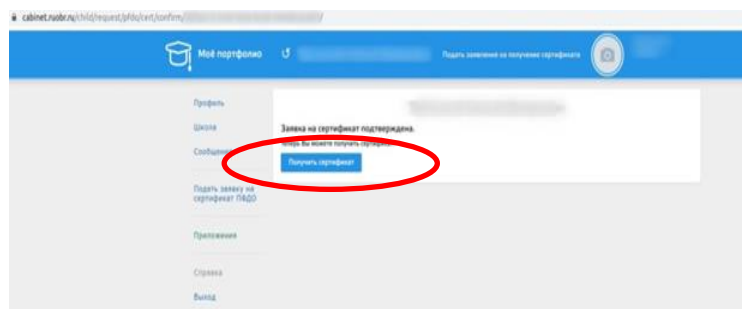 cabinet.ruobr.ru/child/request/pfdo/cert/confirm/
Моё портфолио
Подать заявление на получение сертификата
Профиль
Школа
Заявка на сертификат подтверждена.
Теперь Вы можете получить
Сообщения
Получить сертификат
Подать заявку на
сертификат ПФДО
Приложения
Справка
Выход